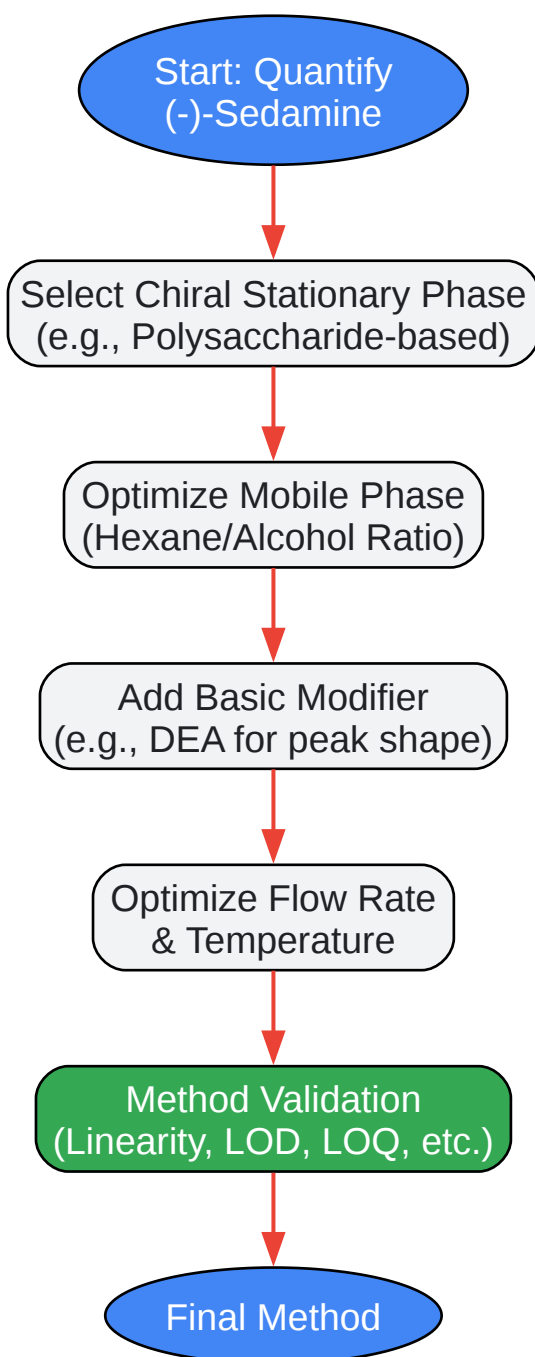 Start: Quantify
(-)-Sedamine
Select Chiral Stationary Phase
(e.g., Polysaccharide-based)
Optimize Mobile Phase
(Hexane/Alcohol Ratio)
Add Basic Modifier
(e.g., DEA for peak shape)
Optimize Flow Rate
& Temperature
Method Validation
(Linearity, LOD, LOQ, etc.)
Final Method